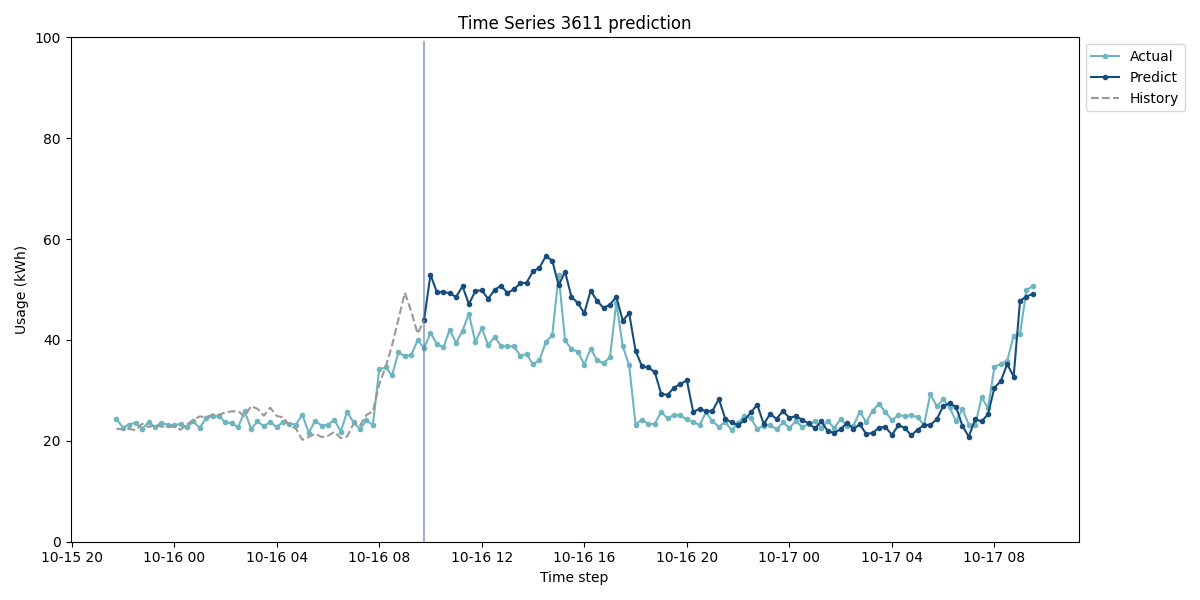 Time Series 3611 prediction
100
80
60
40
20
0
Usage (kWh)
10-15 20
10-16 00
10-16 04
10-16 08
10-16 12
10-16 16
10-16 20
10-17 00
10-17 04
10-17 08
Time step
Actual
Predict
History